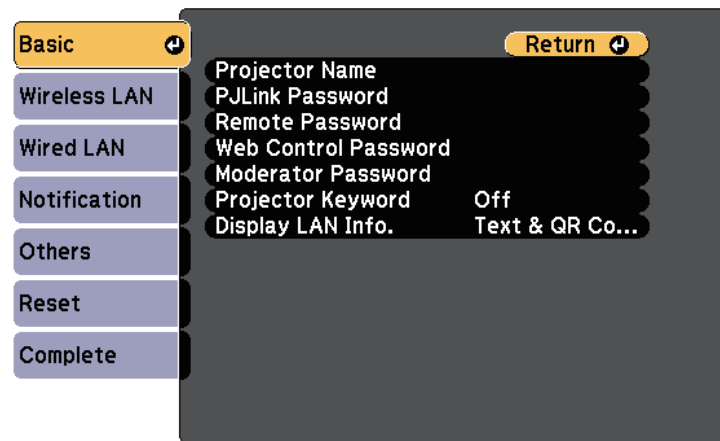 Basic
Wireless LAN
Wired LAN
Notification
Others
Reset
Complete
Return
Projector Name
PJLink Password
Remote Password
Web Control Password
Moderator Password
Projector Keyword Off
Display LAN Info. Text & QR Co...